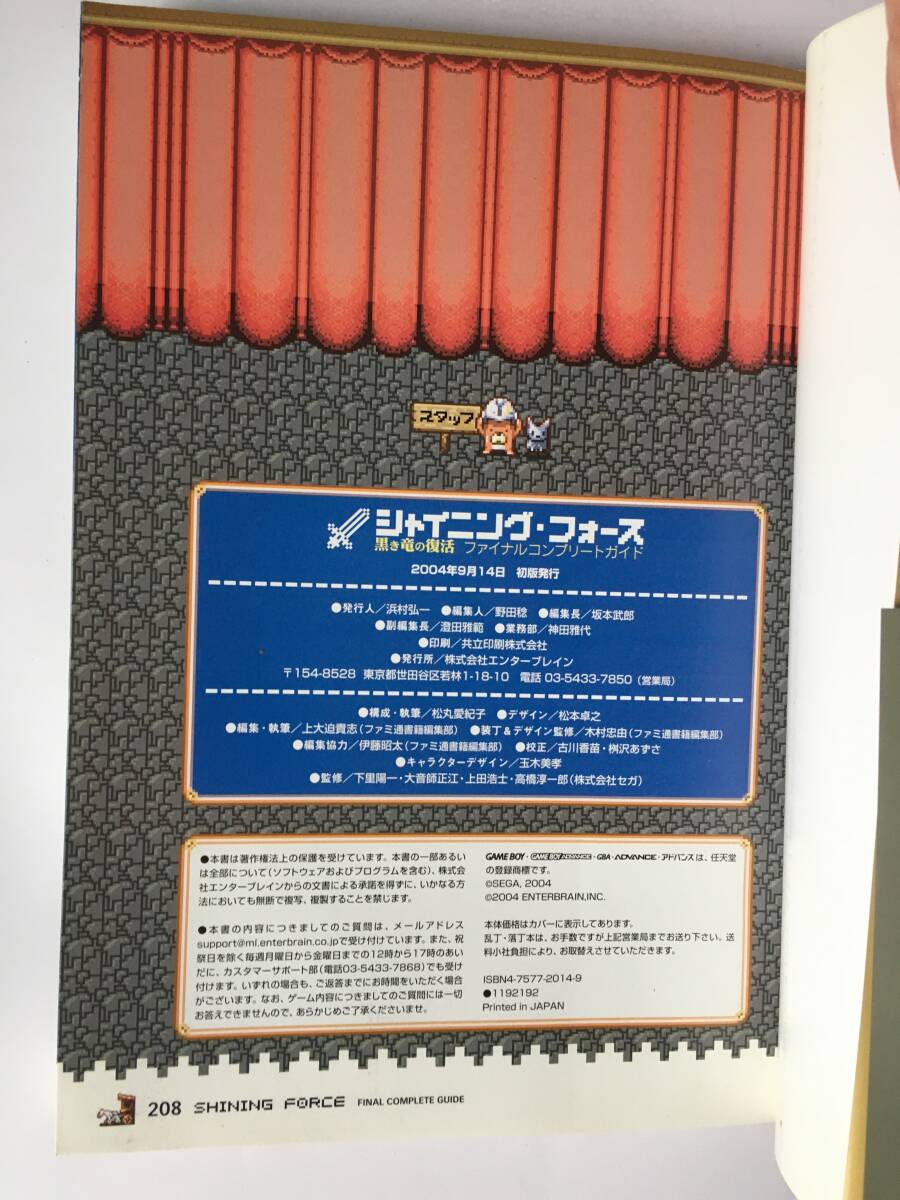 スタッフ
シャイニング・フォース
黒き竜の復活 ファイナルコンプリートガイド
2004年9月14日 初版発行
●発行人／浜村弘一 ●編集人／野田稔 ●編集長／坂本武郎
●副編集長／澄田雅範 ●業務部／神田雅代
●印刷／共立印刷株式会社
●発行所／株式会社エンターブレイン
〒154-8528 東京都世田谷区若林1-18-10 電話 03-5433-7850（営業局）
●構成・執筆／松丸愛紀子 ●デザイン／松本卓之
●編集・執筆／上大迫貴志（ファミ通書籍編集部） ●装丁＆デザイン監修／木村忠由（ファミ通書籍編集部）
●編集協力／伊藤昭太（ファミ通書籍編集部） ●校正／古川香苗・桝沢あずさ
●キャラクターデザイン／玉木美孝
●監修／下里陽一・大音師正江・上田浩士・高橋淳一郎（株式会社セガ）
●本書は著作権法上の保護を受けています。本書の一部あるい
は全部について（ソフトウェアおよびプログラムを含む）、株式会
社エンターブレインからの文書による承諾を得ずに、いかなる方
法においても無断で複写、複製することを禁じます。
●本書の内容につきましてのご質問は、メールアドレス
support@ml.enterbrain.co.jpで受け付けています。また、祝
祭日を除く毎週月曜日から金曜日までの12時から17時のあい
だに、カスタマーサポート部（電話03-5433-7868）でも受け
付けます。いずれの場合も、ご返答までにお時間をいただく場合
がございます。なお、ゲーム内容につきましてのご質問には一切
お答えできませんので、あらかじめご了承くださいませ。
GAME BOY・GAME BOY ADVANCE・GBA・ADVANCE・アドバンスは、任天堂
の登録商標です。
©SEGA, 2004
©2004 ENTERBRAIN,INC.
本体価格はカバーに表示してあります。
乱丁・落丁本は、お手数ですが上記営業局までお送り下さい。送
料小社負担により、お取替えさせていただきます。
ISBN4-7577-2014-9
●1192192
Printed in JAPAN
208 SHINING FORCE FINAL COMPLETE GUIDE